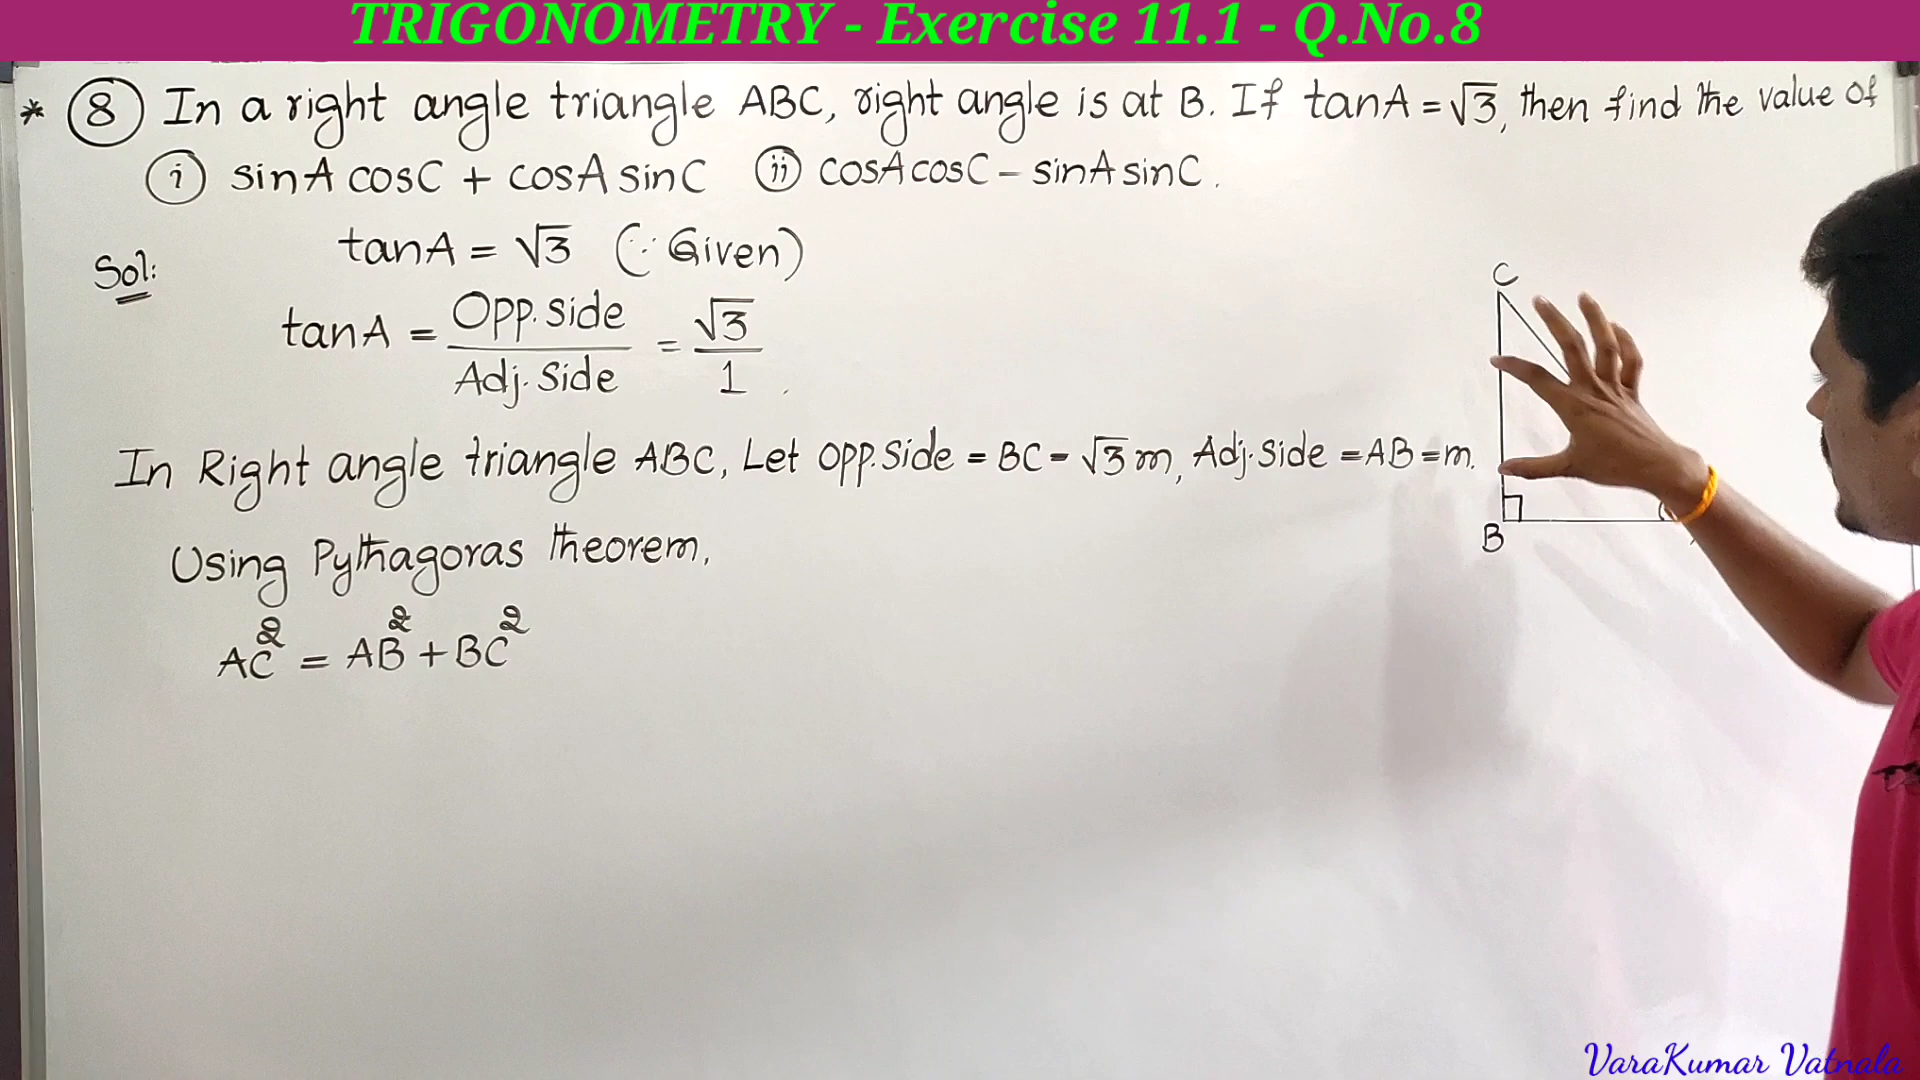 TRIGONOMETRY - Exercise 11.1 - Q.No.8
* 8 In a right angle triangle ABC, right angle is at B. If tanA = √3, then find the value of
i sinA cosC + cosA sinC ii cosA cosC - sinA sinC.
Sol: tanA = √3 (∵ Given)
tanA = Opp. Side / Adj. Side = √3 / 1.
In Right angle triangle ABC, Let opp. Side = BC = √3 m, Adj. Side = AB = m.
Using Pythagoras theorem,
AC² = AB² + BC²
C
B
VaraKumar Vatnala